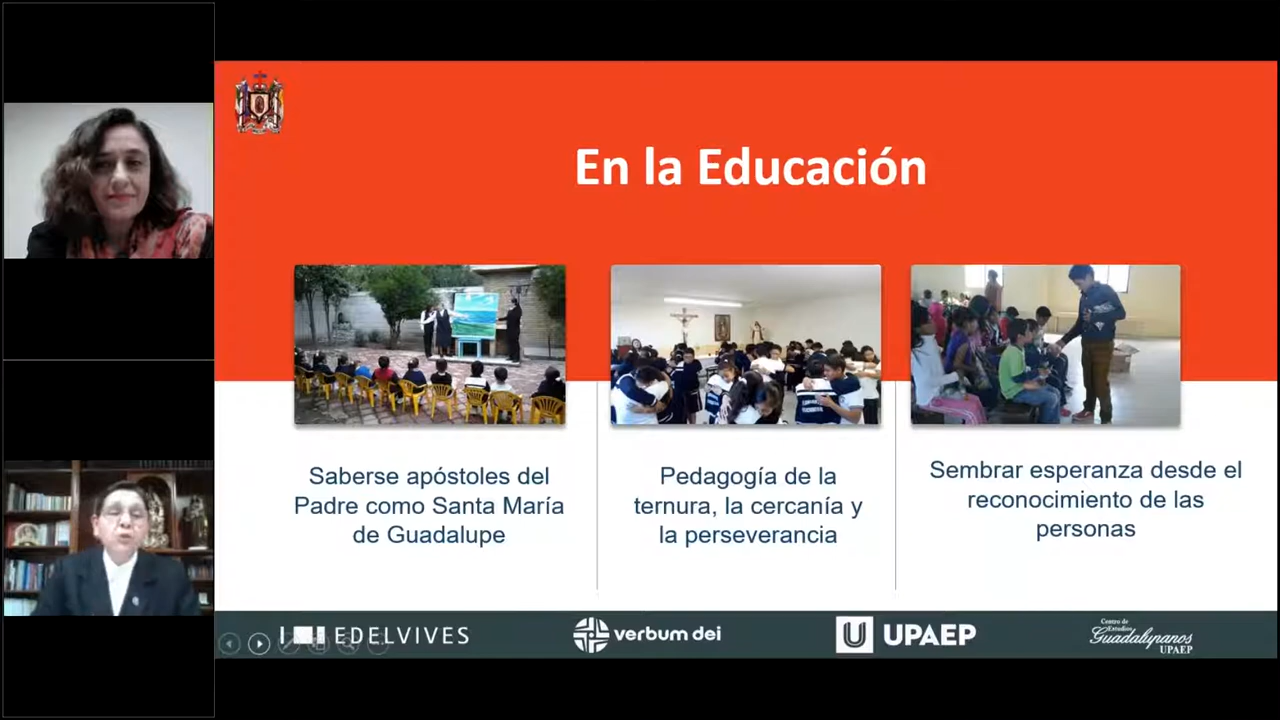 En la Educación
Saberse apóstoles del
Padre como Santa María
de Guadalupe
Pedagogía de la
ternura, la cercanía y
la perseverancia
Sembrar esperanza desde el
reconocimiento de las
personas
EDELVIVES
verbum dei
UPAEP
Centro de
Estudios
Guadalupanos
UPAEP